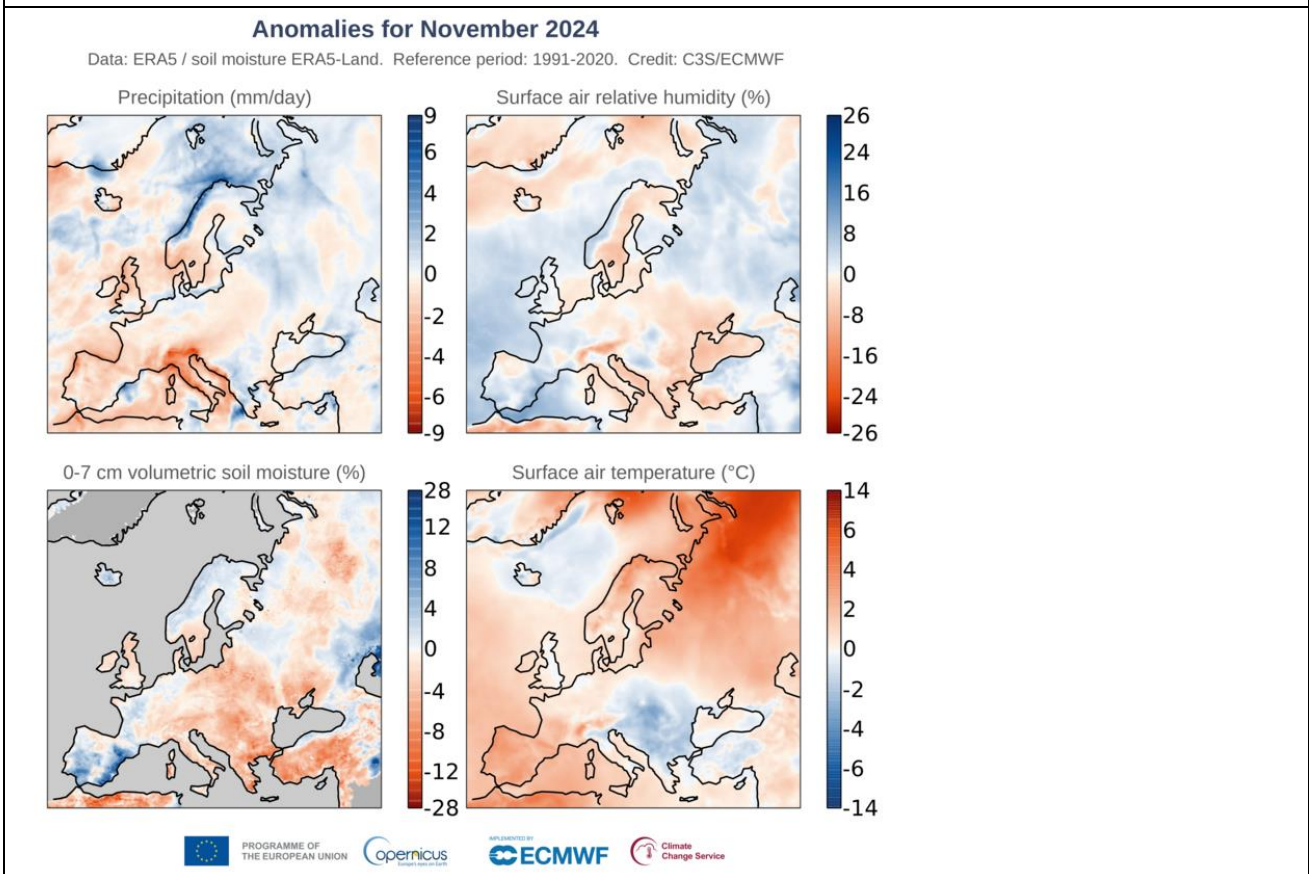 Anomalies for November 2024
Data: ERA5 / soil moisture ERA5-Land. Reference period: 1991-2020. Credit: C3S/ECMWF
Precipitation (mm/day)
9
6
4
2
0
-2
-4
-6
-9
Surface air relative humidity (%)
26
24
16
8
0
-8
-16
-24
-26
0-7 cm volumetric soil moisture (%)
28
12
8
4
0
-4
-8
-12
-28
Surface air temperature (°C)
14
6
4
2
0
-2
-4
-6
-14
PROGRAMME OF
THE EUROPEAN UNION
opernicus
Europe's eyes on Earth
IMPLEMENTED BY
ECMWF
Climate
Change Service